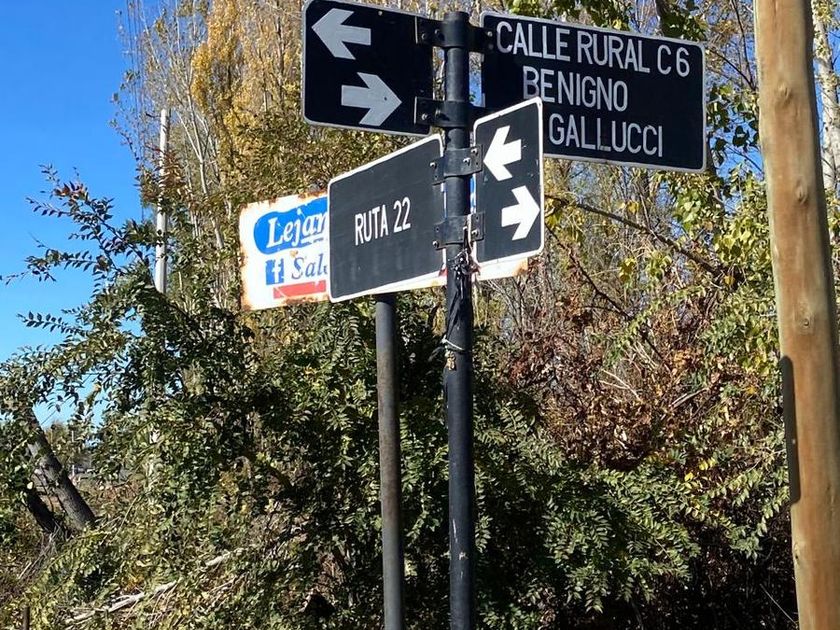 CALLE RURAL C 6
BENIGNO
GALLUCCI
RUTA 22